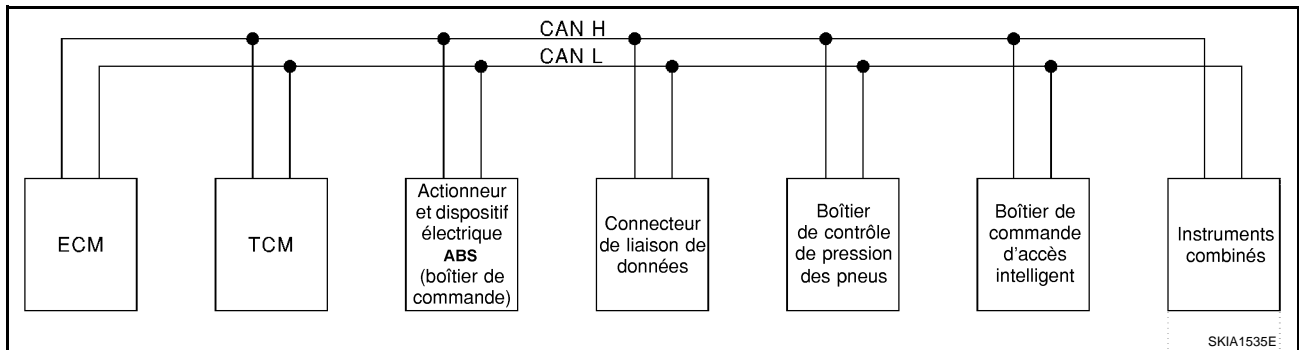 CAN H
CAN L
ECM
TCM
Actionneur
et dispositif
électrique
ABS
(boîtier de
commande)
Connecteur
de liaison de
données
Boîtier
de contrôle
de pression
des pneus
Boîtier de
commande
d'accès
intelligent
Instruments
combinés
SKIA1535E